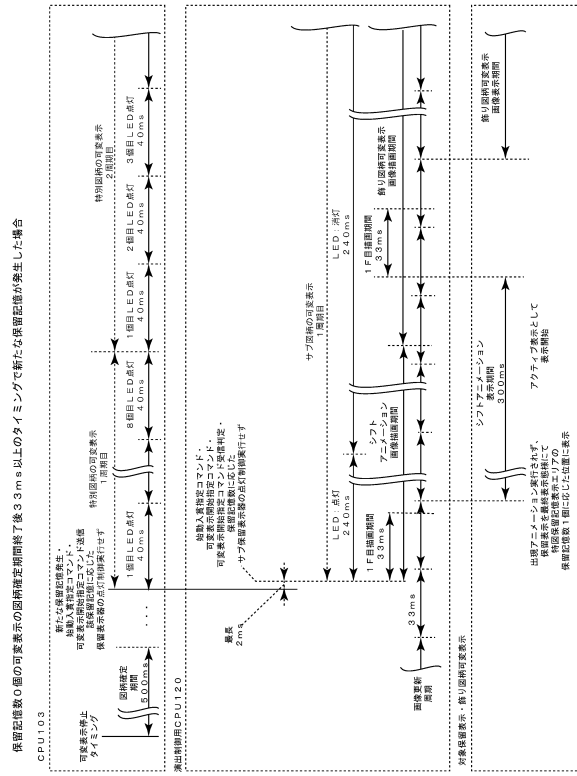 保留記憶数0個の可変表示の図柄確定期間終了後33ms以上のタイミングで新たな保留記憶が発生した場合
CPU103
可変表示停止
タイミング
図柄確定
期間
500ms
・・・
新たな保留記憶発生・
始動入賞指定コマンド・
可変表示開始指定コマンド送信
該保留記憶に応じた
保留表示器の点灯制御実行せず
特別図柄の可変表示
1周期目
1個目LED点灯
40ms
8個目LED点灯
40ms
特別図柄の可変表示
2周期目
1個目LED点灯
40ms
2個目LED点灯
40ms
3個目LED点灯
40ms
演出制御用CPU120
最長
2ms
始動入賞指定コマンド・
可変表示開始指定コマンド・
可変表示開始指定コマンド受信判定・
保留記憶数に応じた
サブ保留表示器の点灯制御実行せず
サブ図柄の可変表示
1周期目
LED:点灯
240ms
LED:消灯
240ms
1F目描画期間
33ms
シフト
アニメーション
画像描画期間
1F目描画期間
33ms
飾り図柄可変表示
画像描画期間
画像更新
周期
33ms
対象保留表示・飾り図柄可変表示
シフトアニメーション
表示期間
300ms
飾り図柄可変表示
画像表示期間
出現アニメーション実行されず、
保留表示を最終表示態様にて
特図保留記憶表示エリアの
保留記憶数1個に応じた位置に表示
アクティブ表示として
表示開始